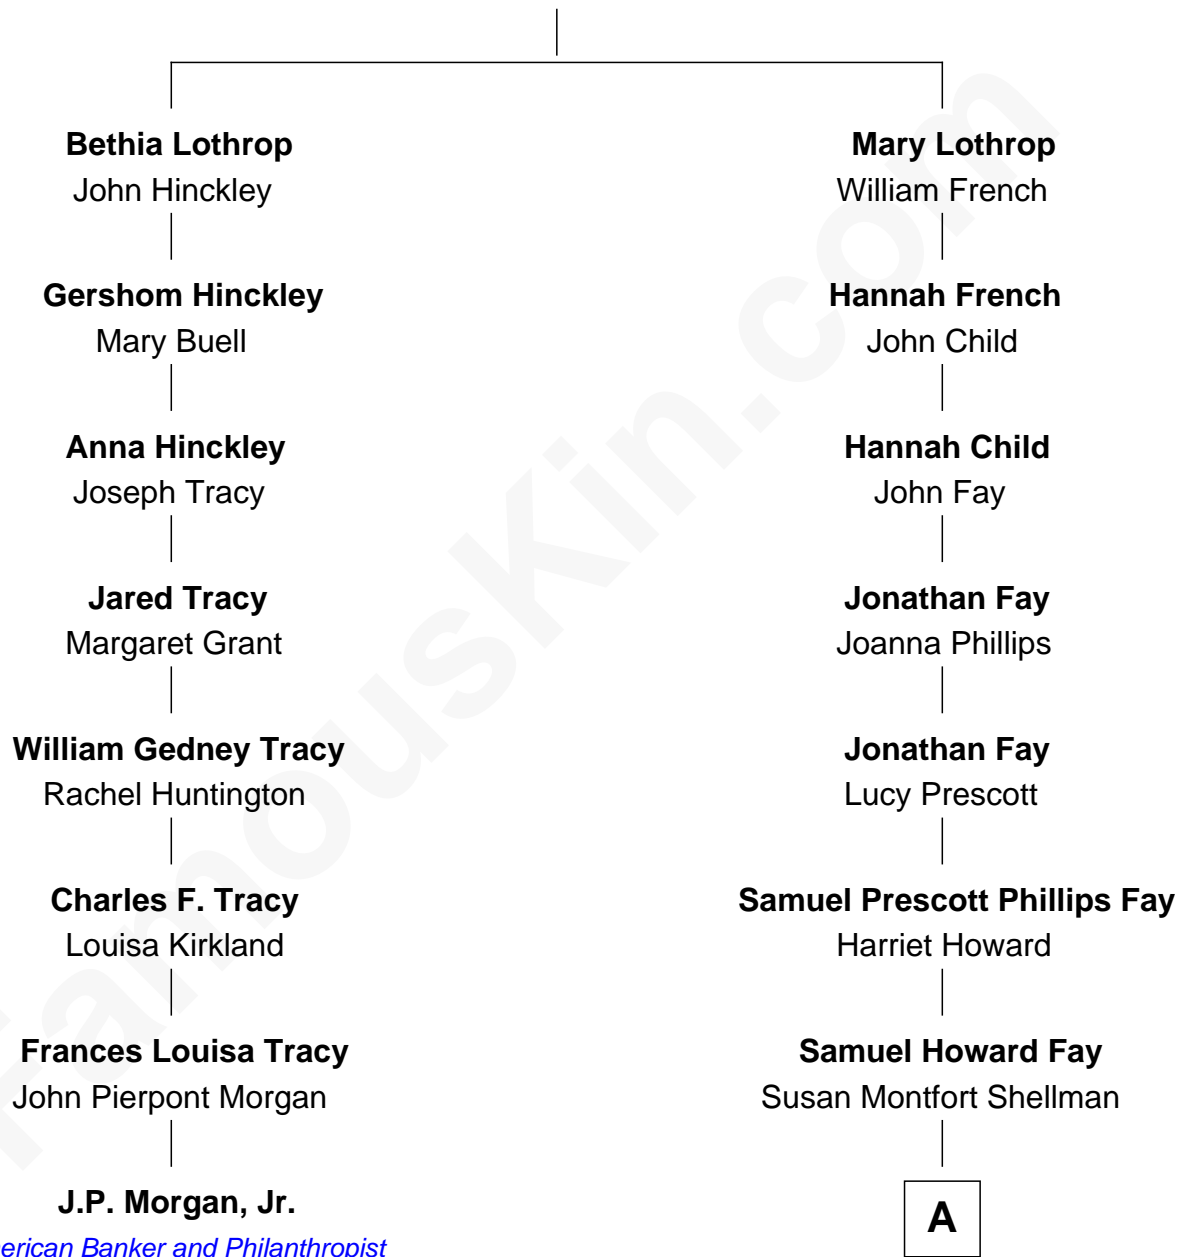 Bethia Lothrop
John Hinckley
Gershom Hinckley
Mary Buell
Anna Hinckley
Joseph Tracy
Jared Tracy
Margaret Grant
William Gedney Tracy
Rachel Huntington
Charles F. Tracy
Louisa Kirkland
Frances Louisa Tracy
John Pierpont Morgan
J.P. Morgan, Jr.
erican Banker and Philanthropist
Mary Lothrop
William French
Hannah French
John Child
Hannah Child
John Fay
Jonathan Fay
Joanna Phillips
Jonathan Fay
Lucy Prescott
Samuel Prescott Phillips Fay
Harriet Howard
Samuel Howard Fay
Susan Montfort Shellman
A
FamousKin.com